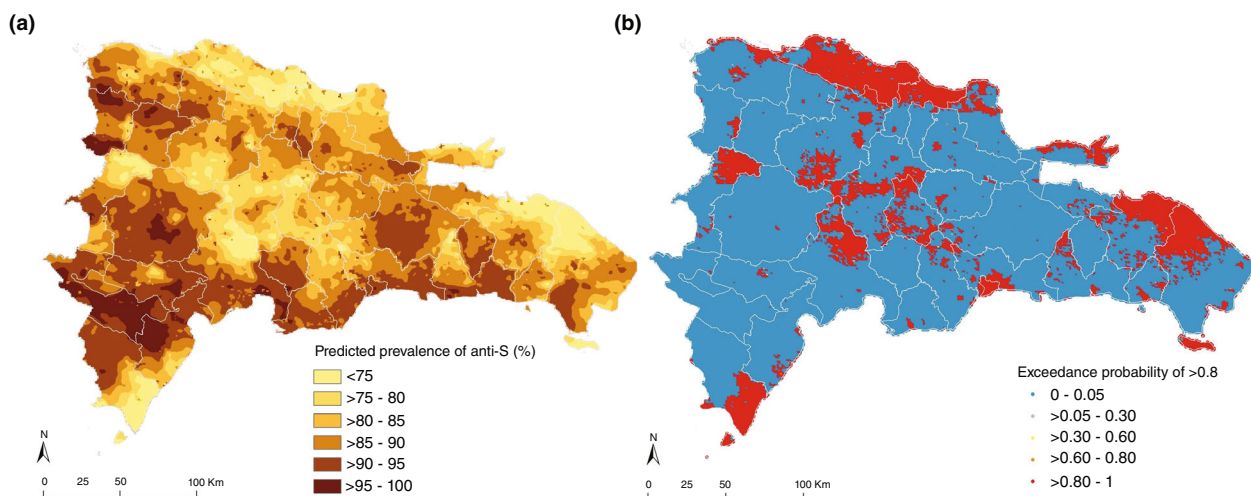 (a)
Predicted prevalence of anti-S (%)
<75
>75 - 80
>80 - 85
>85 - 90
>90 - 95
>95 - 100
N
0 25 50 100 Km
(b)
Exceedance probability of >0.8
0 - 0.05
>0.05 - 0.30
>0.30 - 0.60
>0.60 - 0.80
>0.80 - 1
N
0 25 50 100 Km